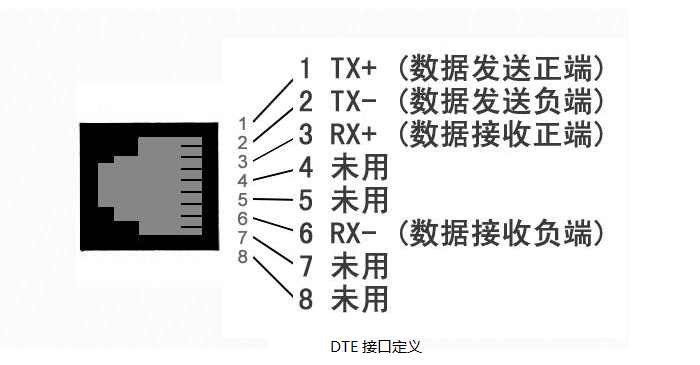 1 TX+ (数据发送正端)
2 TX- (数据发送负端)
3 RX+ (数据接收正端)
4 未用
5 未用
6 RX- (数据接收负端)
7 未用
8 未用
1
2
3
4
5
6
7
8
DTE 接口定义